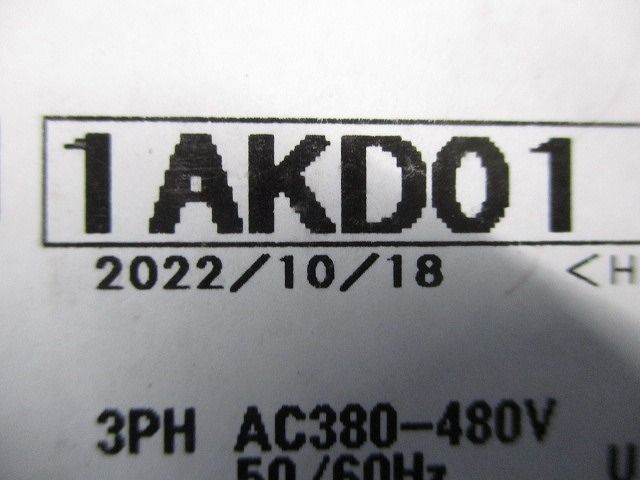 1AKD01
2022/10/18 <H
3PH AC380-480V
50/60Hz U